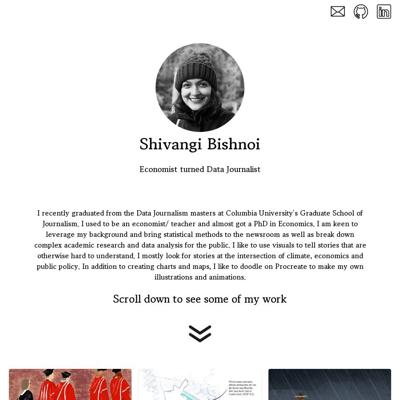 Shivangi Bishnoi
Economist turned Data Journalist
I recently graduated from the Data Journalism masters at Columbia University's Graduate School of
Journalism. I used to be an economist/ teacher and almost got a PhD in Economics. I am keen to
leverage my background and bring statistical methods to the newsroom as well as break down
complex academic research and data analysis for the public. I like to use visuals to tell stories that are
otherwise hard to understand. I mostly look for stories at the intersection of climate, economics and
public policy. In addition to creating charts and maps, I like to doodle on Procreate to make my own
illustrations and animations.
Scroll down to see some of my work
in